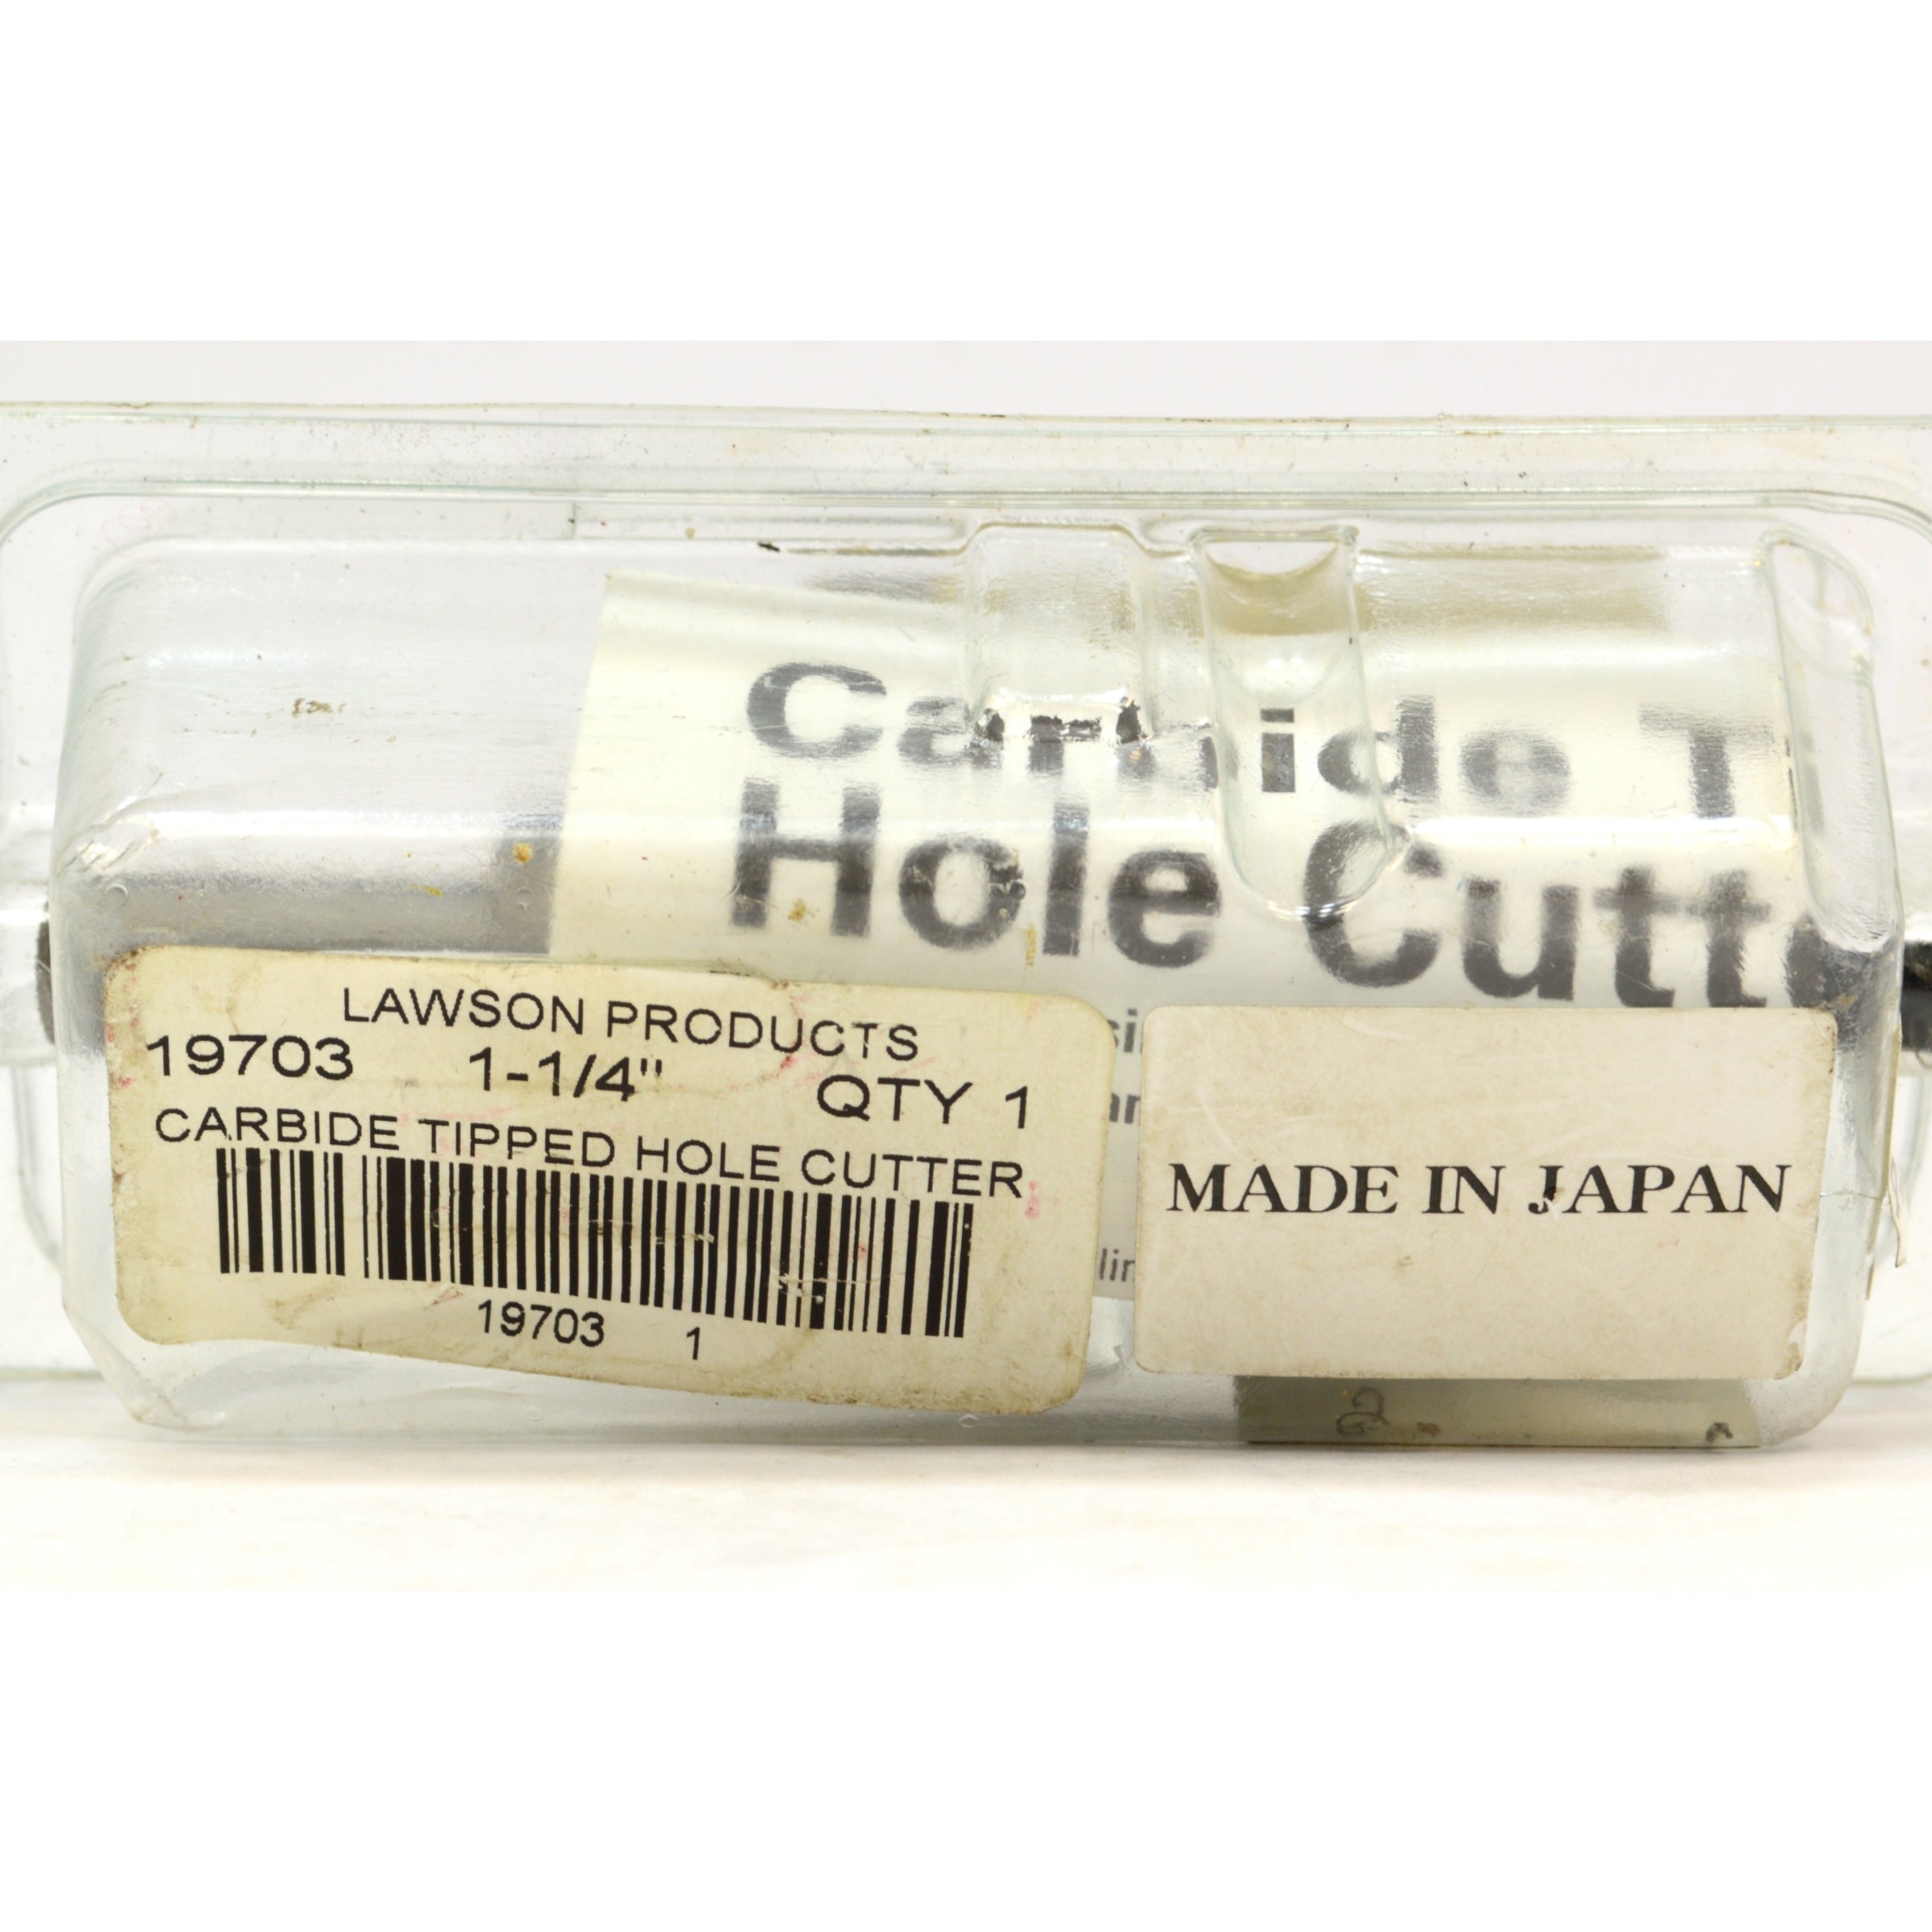 Carbide T
Hole Cutte
LAWSON PRODUCTS
19703 1-1/4" QTY 1
CARBIDE TIPPED HOLE CUTTER
19703 1
MADE IN JAPAN